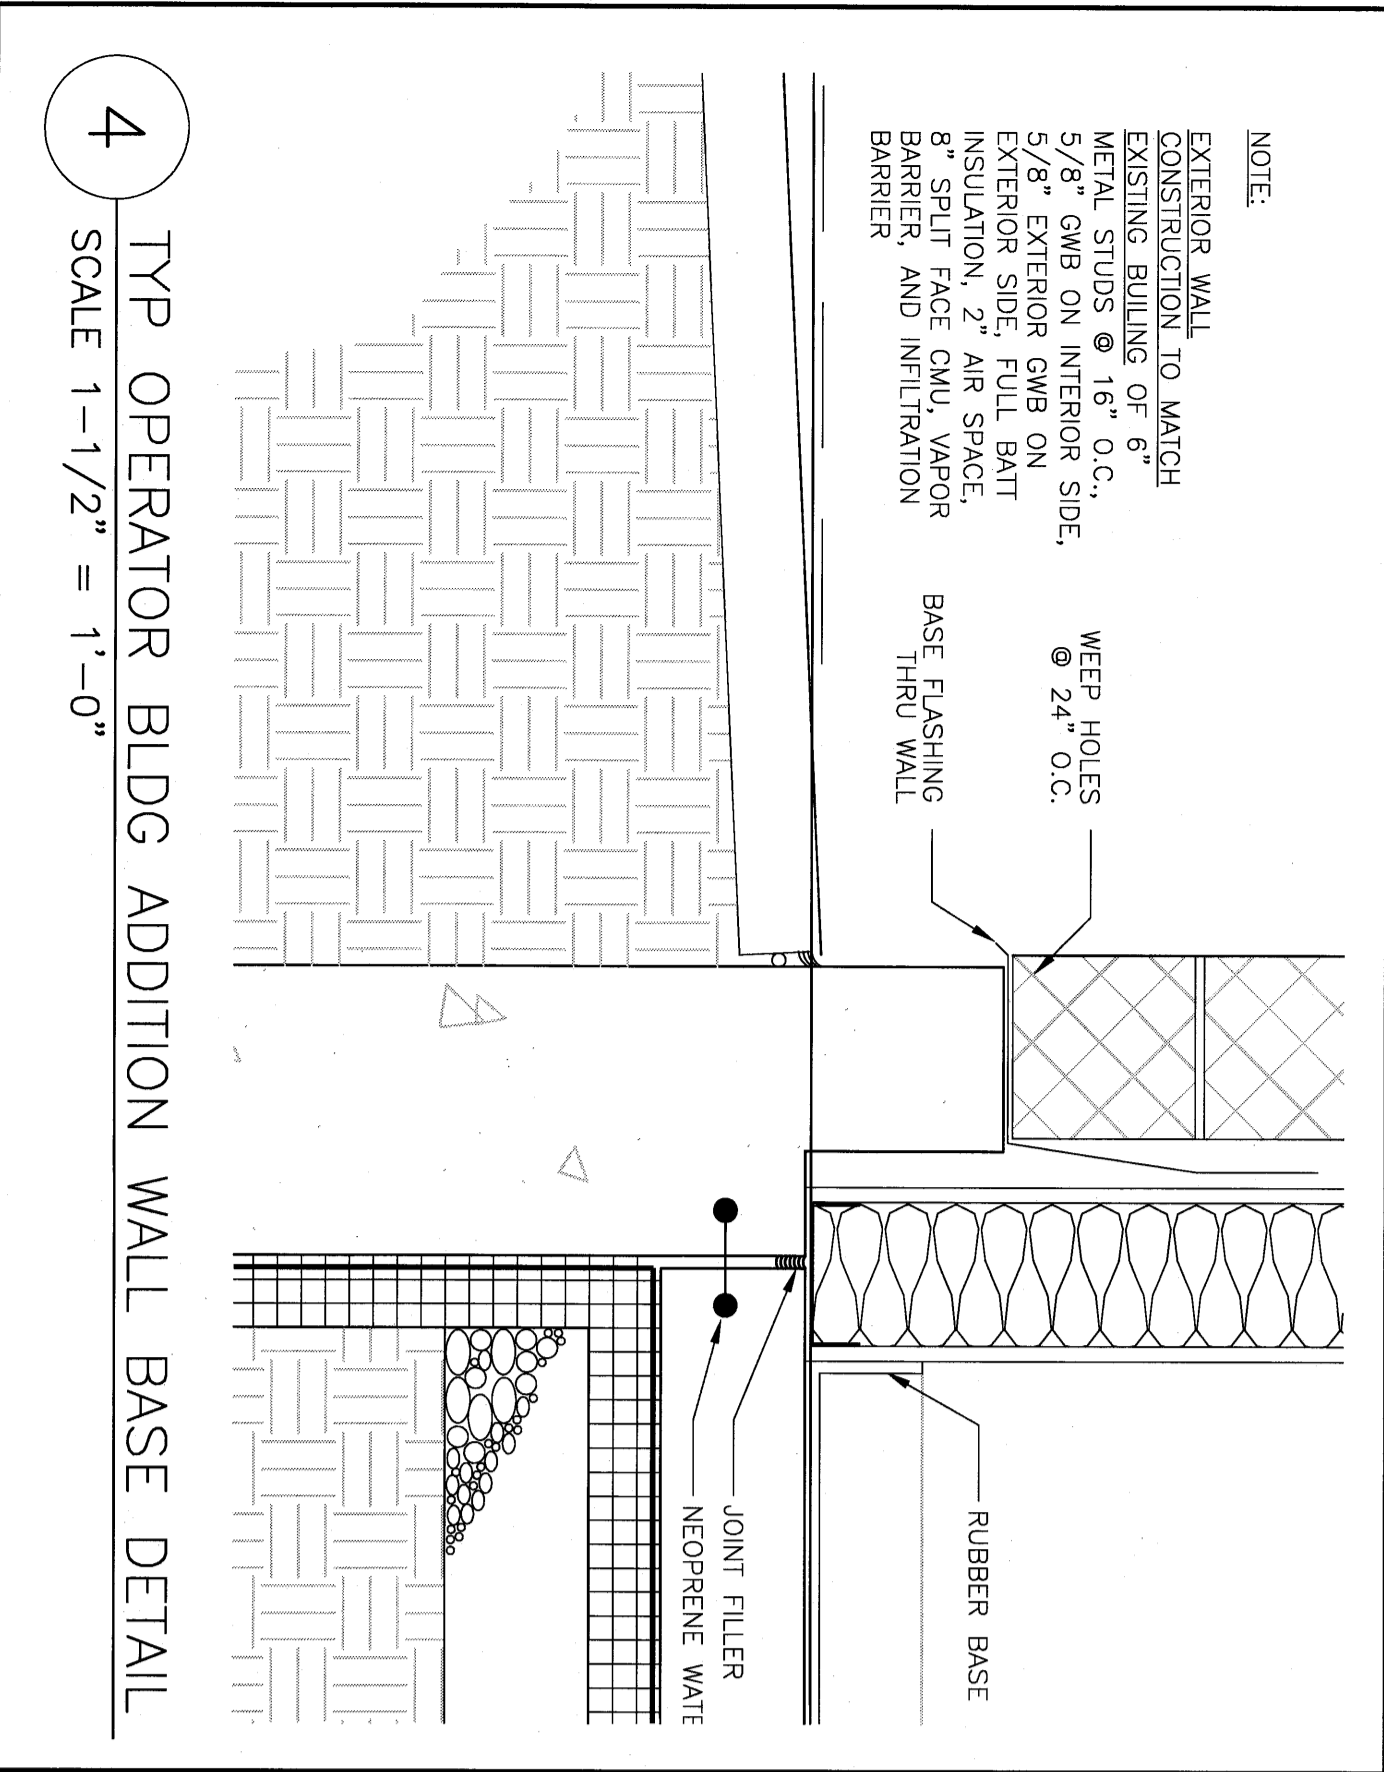 NOTE:
EXTERIOR WALL
CONSTRUCTION TO MATCH
EXISTING BUILING OF 6"
METAL STUDS @ 16" O.C.,
5/8" GWB ON INTERIOR SIDE,
5/8" EXTERIOR GWB ON
EXTERIOR SIDE, FULL BATT
INSULATION, 2" AIR SPACE,
8" SPLIT FACE CMU, VAPOR
BARRIER, AND INFILTRATION
BARRIER
WEEP HOLES
@ 24" O.C.
BASE FLASHING
THRU WALL
RUBBER BASE
JOINT FILLER
NEOPRENE WATE
4
TYP OPERATOR BLDG ADDITION WALL BASE DETAIL
SCALE 1-1/2" = 1'-0"